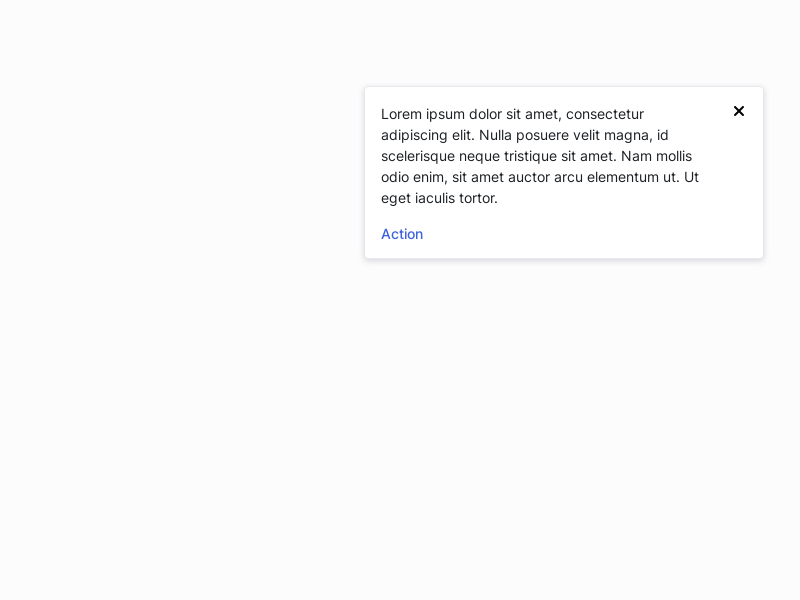 Lorem ipsum dolor sit amet, consectetur
adipiscing elit. Nulla posuere velit magna, id
scelerisque neque tristique sit amet. Nam mollis
odio enim, sit amet auctor arcu elementum ut. Ut
eget iaculis tortor.
Action